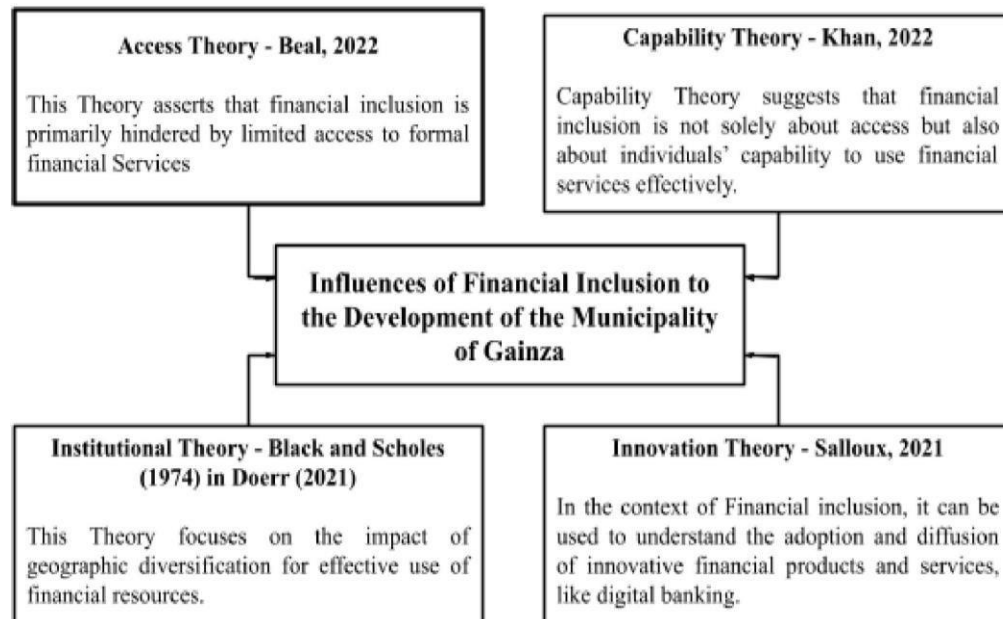 Access Theory - Beal, 2022
This Theory asserts that financial inclusion is
primarily hindered by limited access to formal
financial Services
Capability Theory - Khan, 2022
Capability Theory suggests that financial
inclusion is not solely about access but also
about individuals’ capability to use financial
services effectively.
Influences of Financial Inclusion to
the Development of the Municipality
of Gainza
Institutional Theory - Black and Scholes
(1974) in Doerr (2021)
This Theory focuses on the impact of
geographic diversification for effective use of
financial resources.
Innovation Theory - Salloux, 2021
In the context of Financial inclusion, it can be
used to understand the adoption and diffusion
of innovative financial products and services,
like digital banking.